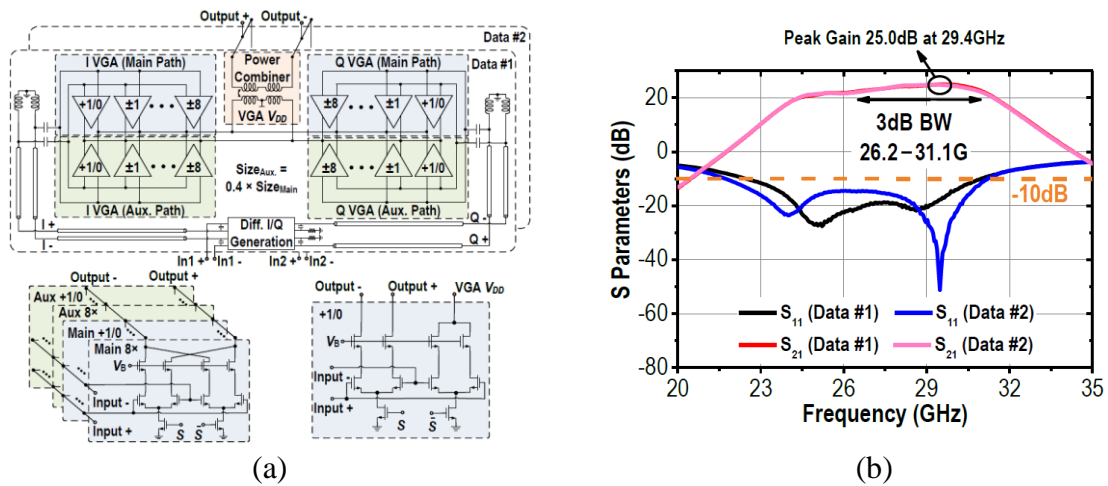 Output + Output -
Data #2
Data #1
I VGA (Main Path)
Power
Combiner
VGA VDD
Q VGA (Main Path)
+1/0 ±1 ±8
±8 ±1 +1/0
+1/0 ±1 ±8
±8 ±1 +1/0
SizeAux. =
0.4 × SizeMain
I VGA (Aux. Path)
Q VGA (Aux. Path)
I +
I -
Diff. I/Q
Generation
Q -
Q +
In1 + In1 - In2 + In2 -
Output - Output +
Aux +1/0
Aux 8×
Main +1/0
Main 8×
VB
Input -
Input +
S S̄
Output - Output + VGA VDD
+1/0
VB
Input -
Input +
S S̄
(a)
Peak Gain 25.0dB at 29.4GHz
3dB BW
26.2–31.1G
-10dB
S Parameters (dB)
20
0
-20
-40
-60
-80
S11 (Data #1) S11 (Data #2)
S21 (Data #1) S21 (Data #2)
20 23 26 29 32 35
Frequency (GHz)
(b)